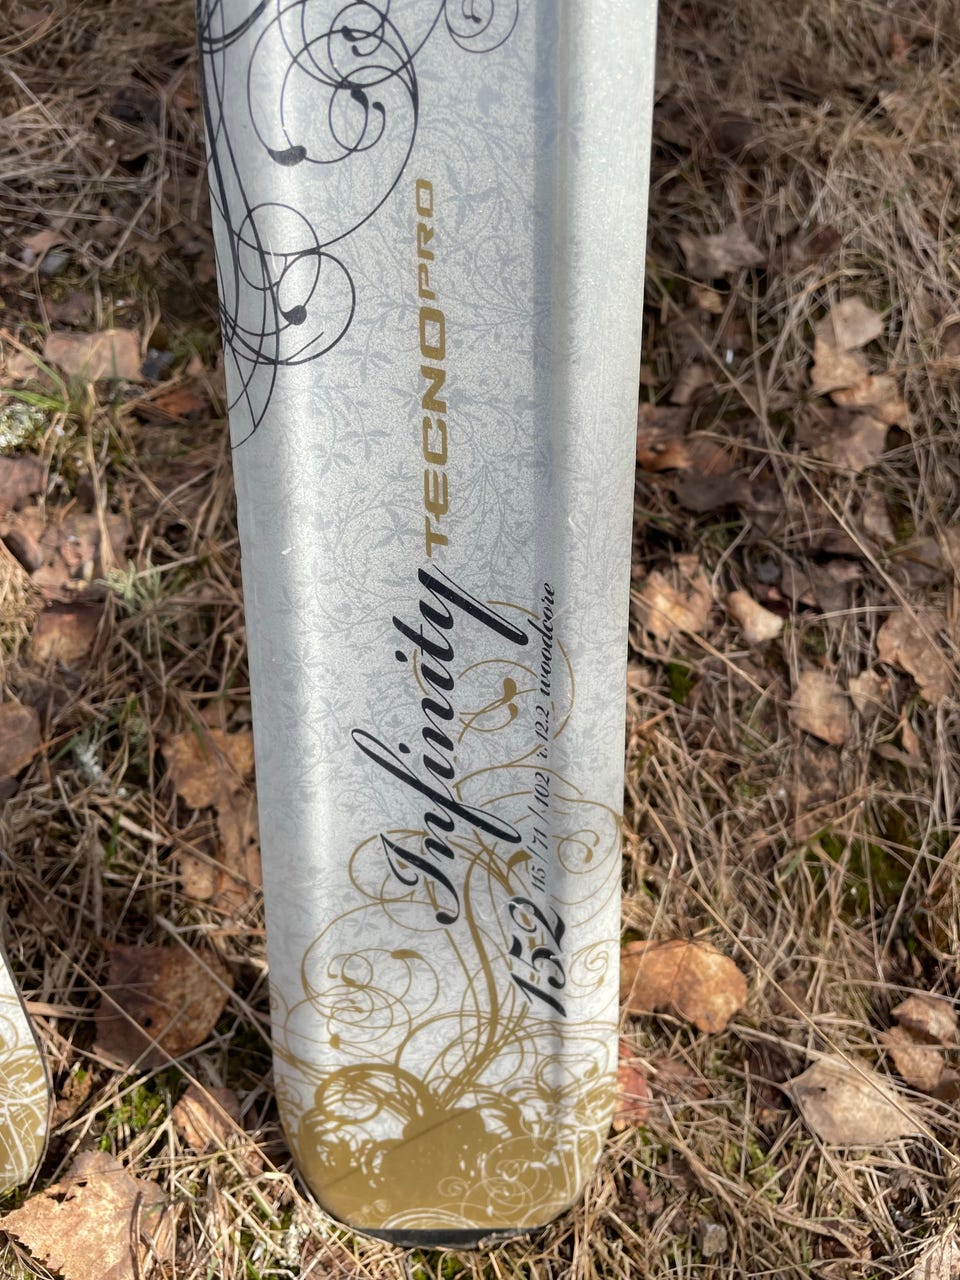 TECNOPRO
Infinity
152 115/71/102 r.12.2 woodcore